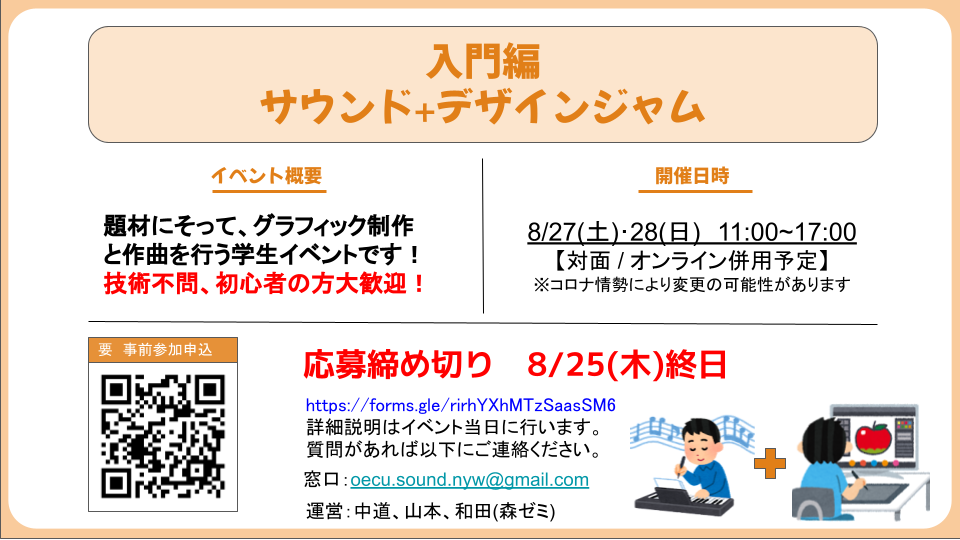 入門編
サウンド+デザインジャム
イベント概要
題材にそって、グラフィック制作
と作曲を行う学生イベントです！
技術不問、初心者の方大歓迎！
開催日時
8/27(土)･28(日) 11:00~17:00
【対面 / オンライン併用予定】
※コロナ情勢により変更の可能性があります
要 事前参加申込
応募締め切り 8/25(木)終日
https://forms.gle/rirhYXhMTzSaasSM6
詳細説明はイベント当日に行います。
質問があれば以下にご連絡ください。
窓口：oecu.sound.nyw@gmail.com
運営：中道、山本、和田(森ゼミ)